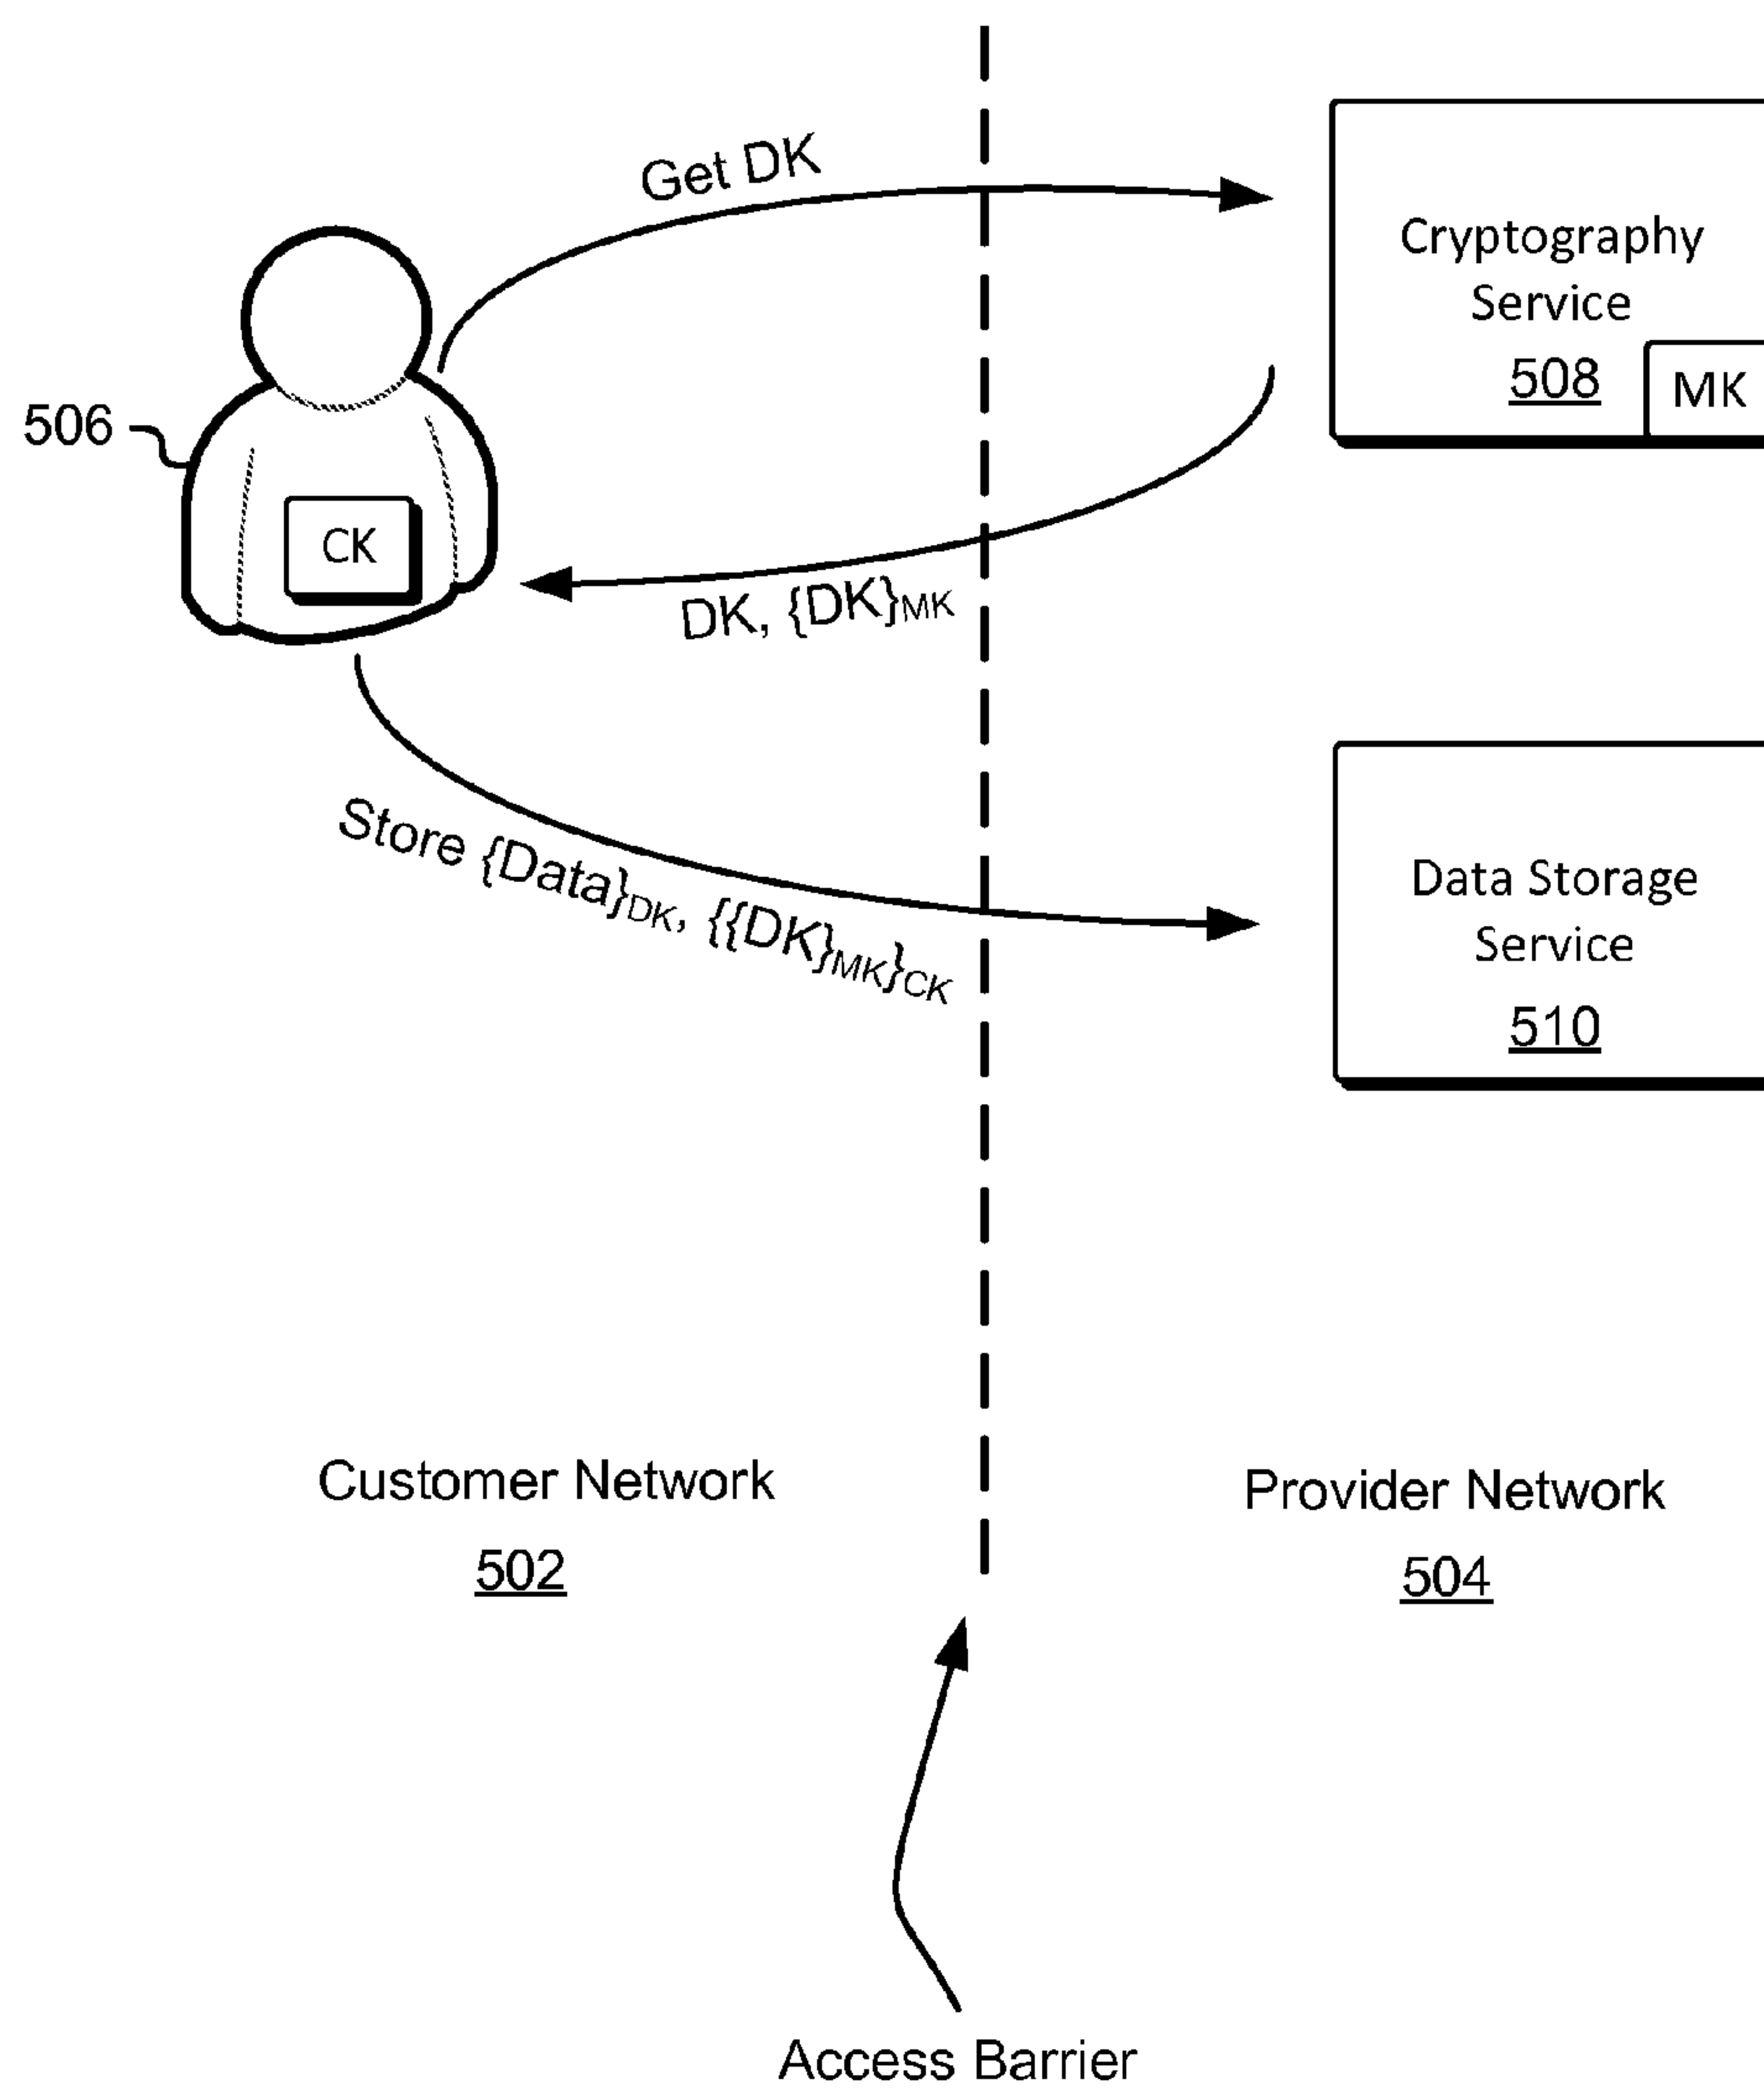 Get DK
Cryptography
Service
508
MK
506
CK
DK, {DK}MK
Store {Data}DK, {{DK}MK}CK
Data Storage
Service
510
Customer Network
502
Provider Network
504
Access Barrier